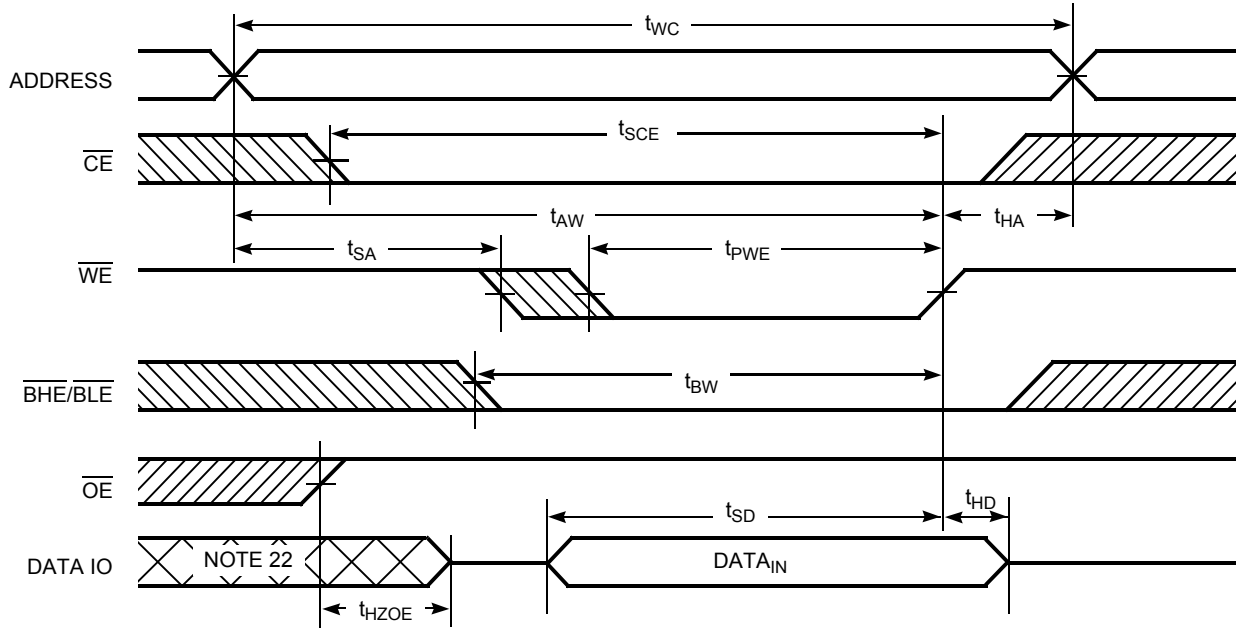 tWC
ADDRESS
tSCE
CE
tAW
tHA
tSA
tPWE
WE
BHE/BLE
tBW
OE
tSD
tHD
DATA IO
NOTE 22
DATAIN
tHZOE